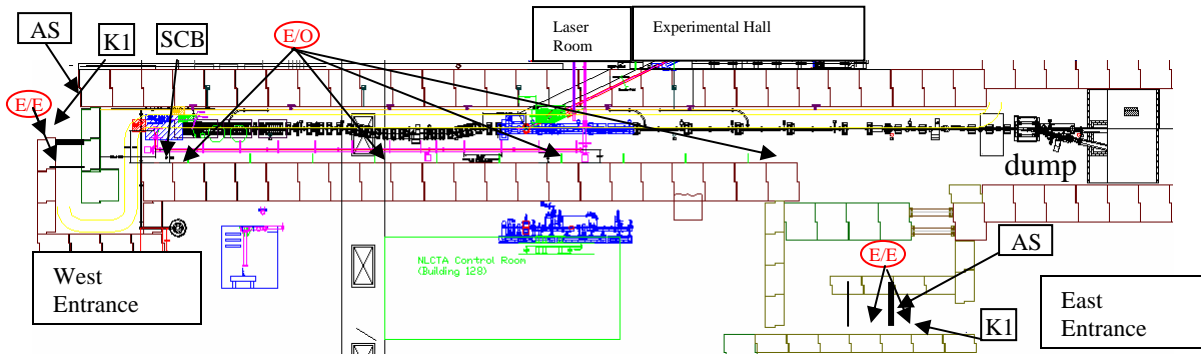 AS
K1
SCB
E/O
Laser
Room
Experimental Hall
E/E
dump
NLCTA Control Room
(Building 128)
West
Entrance
E/E
AS
K1
East
Entrance